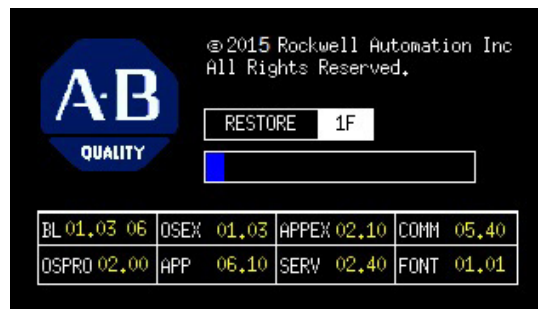 © 2015 Rockwell Automation Inc
All Rights Reserved.
A·B
QUALITY
RESTORE 1F
BL 01.03 06 OSEX 01.03 APPEX 02.10 COMM 05.40
OSPRO 02.00 APP 06.10 SERV 02.40 FONT 01.01